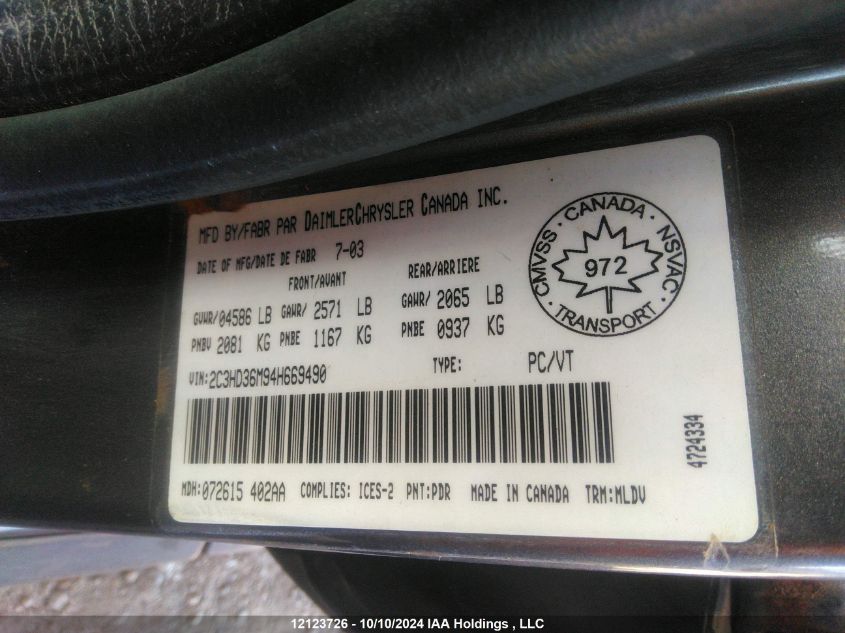 MFD BY/FABR PAR DAIMLERCHRYSLER CANADA INC.
DATE OF MFG/DATE DE FABR 7-03
FRONT/AVANT REAR/ARRIERE
GVWR/04586 LB GAWR/ 2571 LB GAWR/ 2065 LB
PNBV 2081 KG PNBE 1167 KG PNBE 0937 KG
VIN:2C3HD36M94H669490 TYPE: PC/VT
MDH:072615 402AA COMPLIES: ICES-2 PNT:PDR MADE IN CANADA TRM:MLDV
4724334
CMVSS · CANADA · NSVAC
972
· TRANSPORT ·
12123726 - 10/10/2024 IAA Holdings , LLC